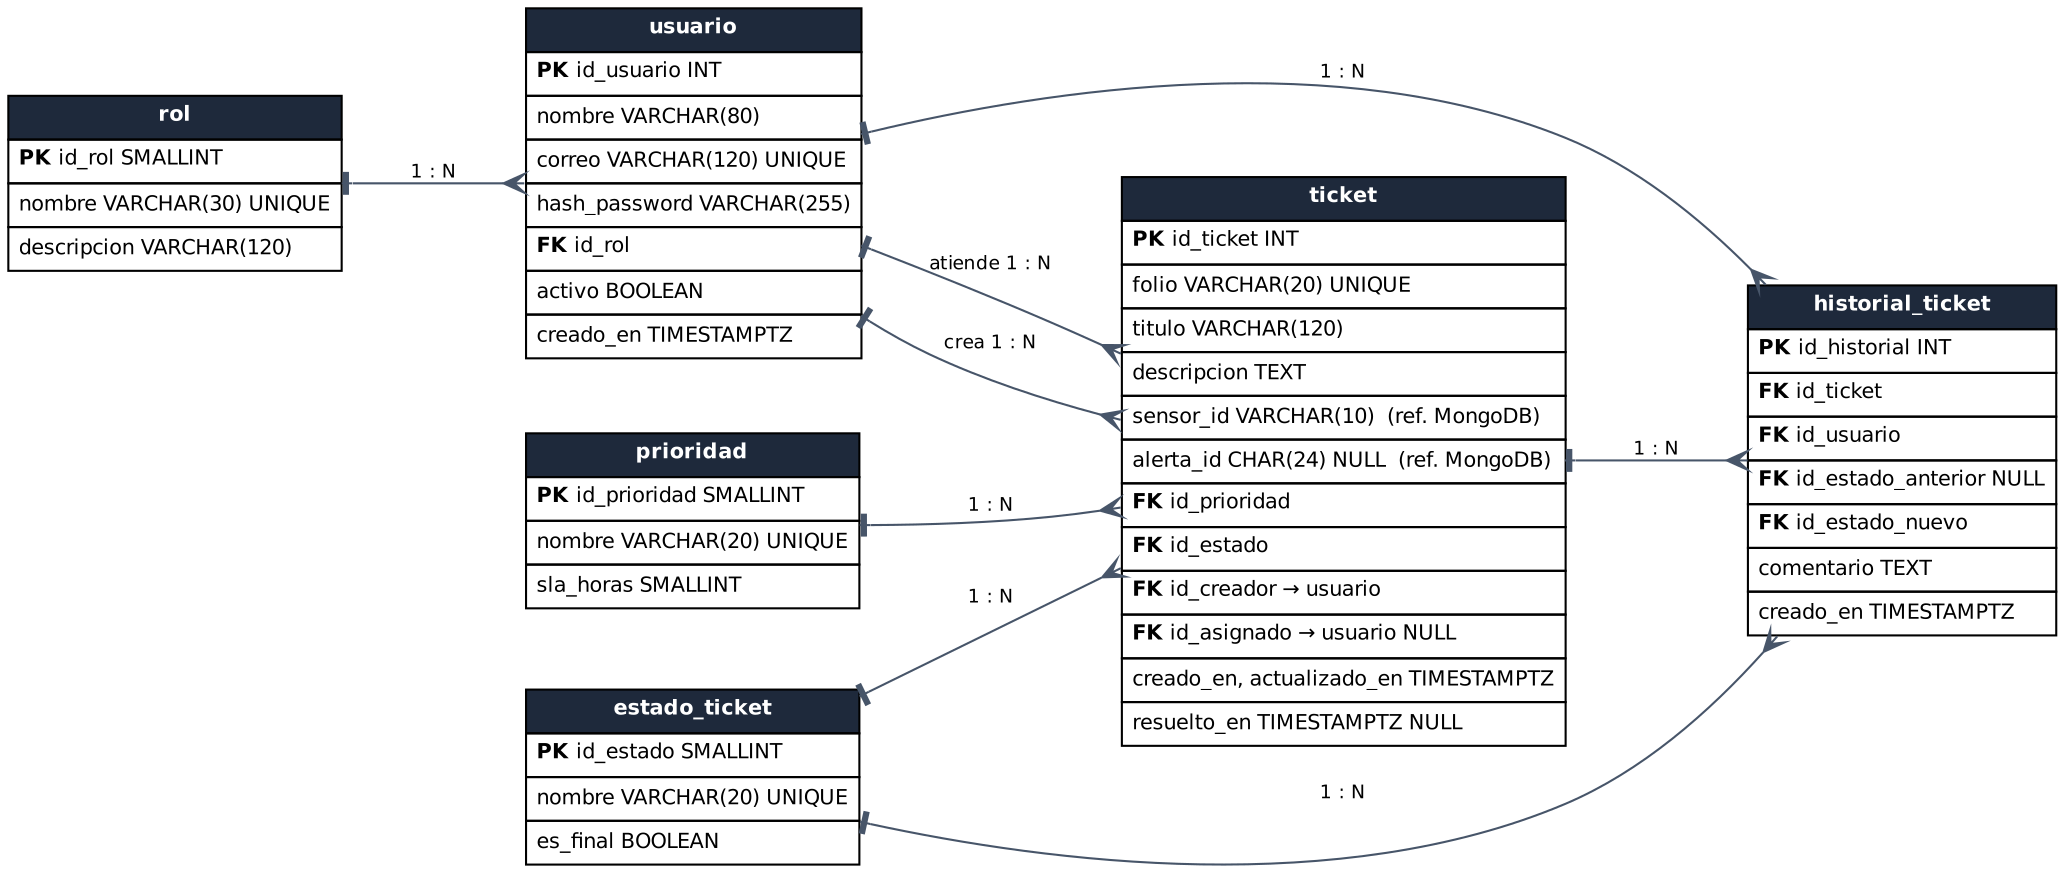 rol
PK id_rol SMALLINT
nombre VARCHAR(30) UNIQUE
descripcion VARCHAR(120)
1 : N
usuario
PK id_usuario INT
nombre VARCHAR(80)
correo VARCHAR(120) UNIQUE
hash_password VARCHAR(255)
FK id_rol
activo BOOLEAN
creado_en TIMESTAMPTZ
prioridad
PK id_prioridad SMALLINT
nombre VARCHAR(20) UNIQUE
sla_horas SMALLINT
estado_ticket
PK id_estado SMALLINT
nombre VARCHAR(20) UNIQUE
es_final BOOLEAN
1 : N
atiende 1 : N
crea 1 : N
1 : N
1 : N
1 : N
ticket
PK id_ticket INT
folio VARCHAR(20) UNIQUE
titulo VARCHAR(120)
descripcion TEXT
sensor_id VARCHAR(10) (ref. MongoDB)
alerta_id CHAR(24) NULL (ref. MongoDB)
FK id_prioridad
FK id_estado
FK id_creador → usuario
FK id_asignado → usuario NULL
creado_en, actualizado_en TIMESTAMPTZ
resuelto_en TIMESTAMPTZ NULL
1 : N
historial_ticket
PK id_historial INT
FK id_ticket
FK id_usuario
FK id_estado_anterior NULL
FK id_estado_nuevo
comentario TEXT
creado_en TIMESTAMPTZ